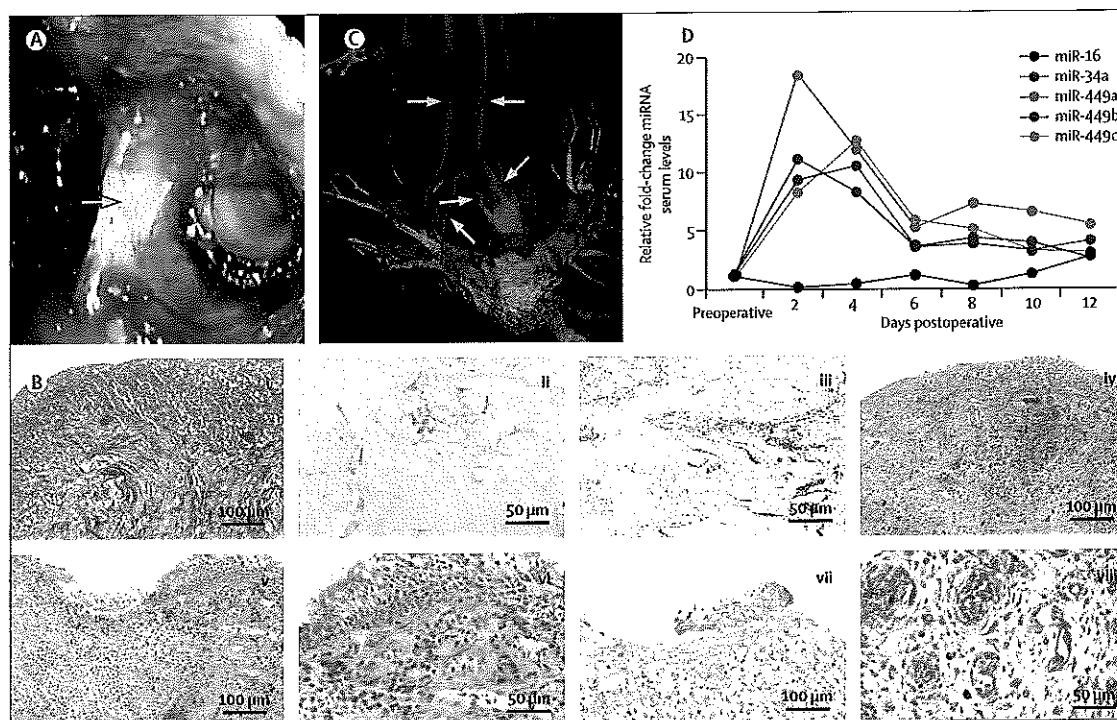 A
C
D
miR-16
miR-34a
miR-449a
miR-449b
miR-449c
20
15
10
5
0
Relative fold-change miRNA
serum levels
Preoperative
2
4
6
8
10
12
Days postoperative
B
i
100 µm
ii
50 µm
iii
50 µm
iv
100 µm
v
100 µm
vi
50 µm
vii
100 µm
viii
50 µm